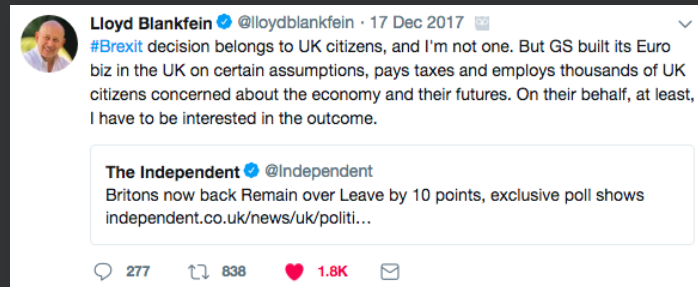 Lloyd Blankfein @lloydblankfein · 17 Dec 2017
#Brexit decision belongs to UK citizens, and I'm not one. But GS built its Euro
biz in the UK on certain assumptions, pays taxes and employs thousands of UK
citizens concerned about the economy and their futures. On their behalf, at least,
I have to be interested in the outcome.
The Independent @Independent
Britons now back Remain over Leave by 10 points, exclusive poll shows
independent.co.uk/news/uk/politi…
277 838 1.8K